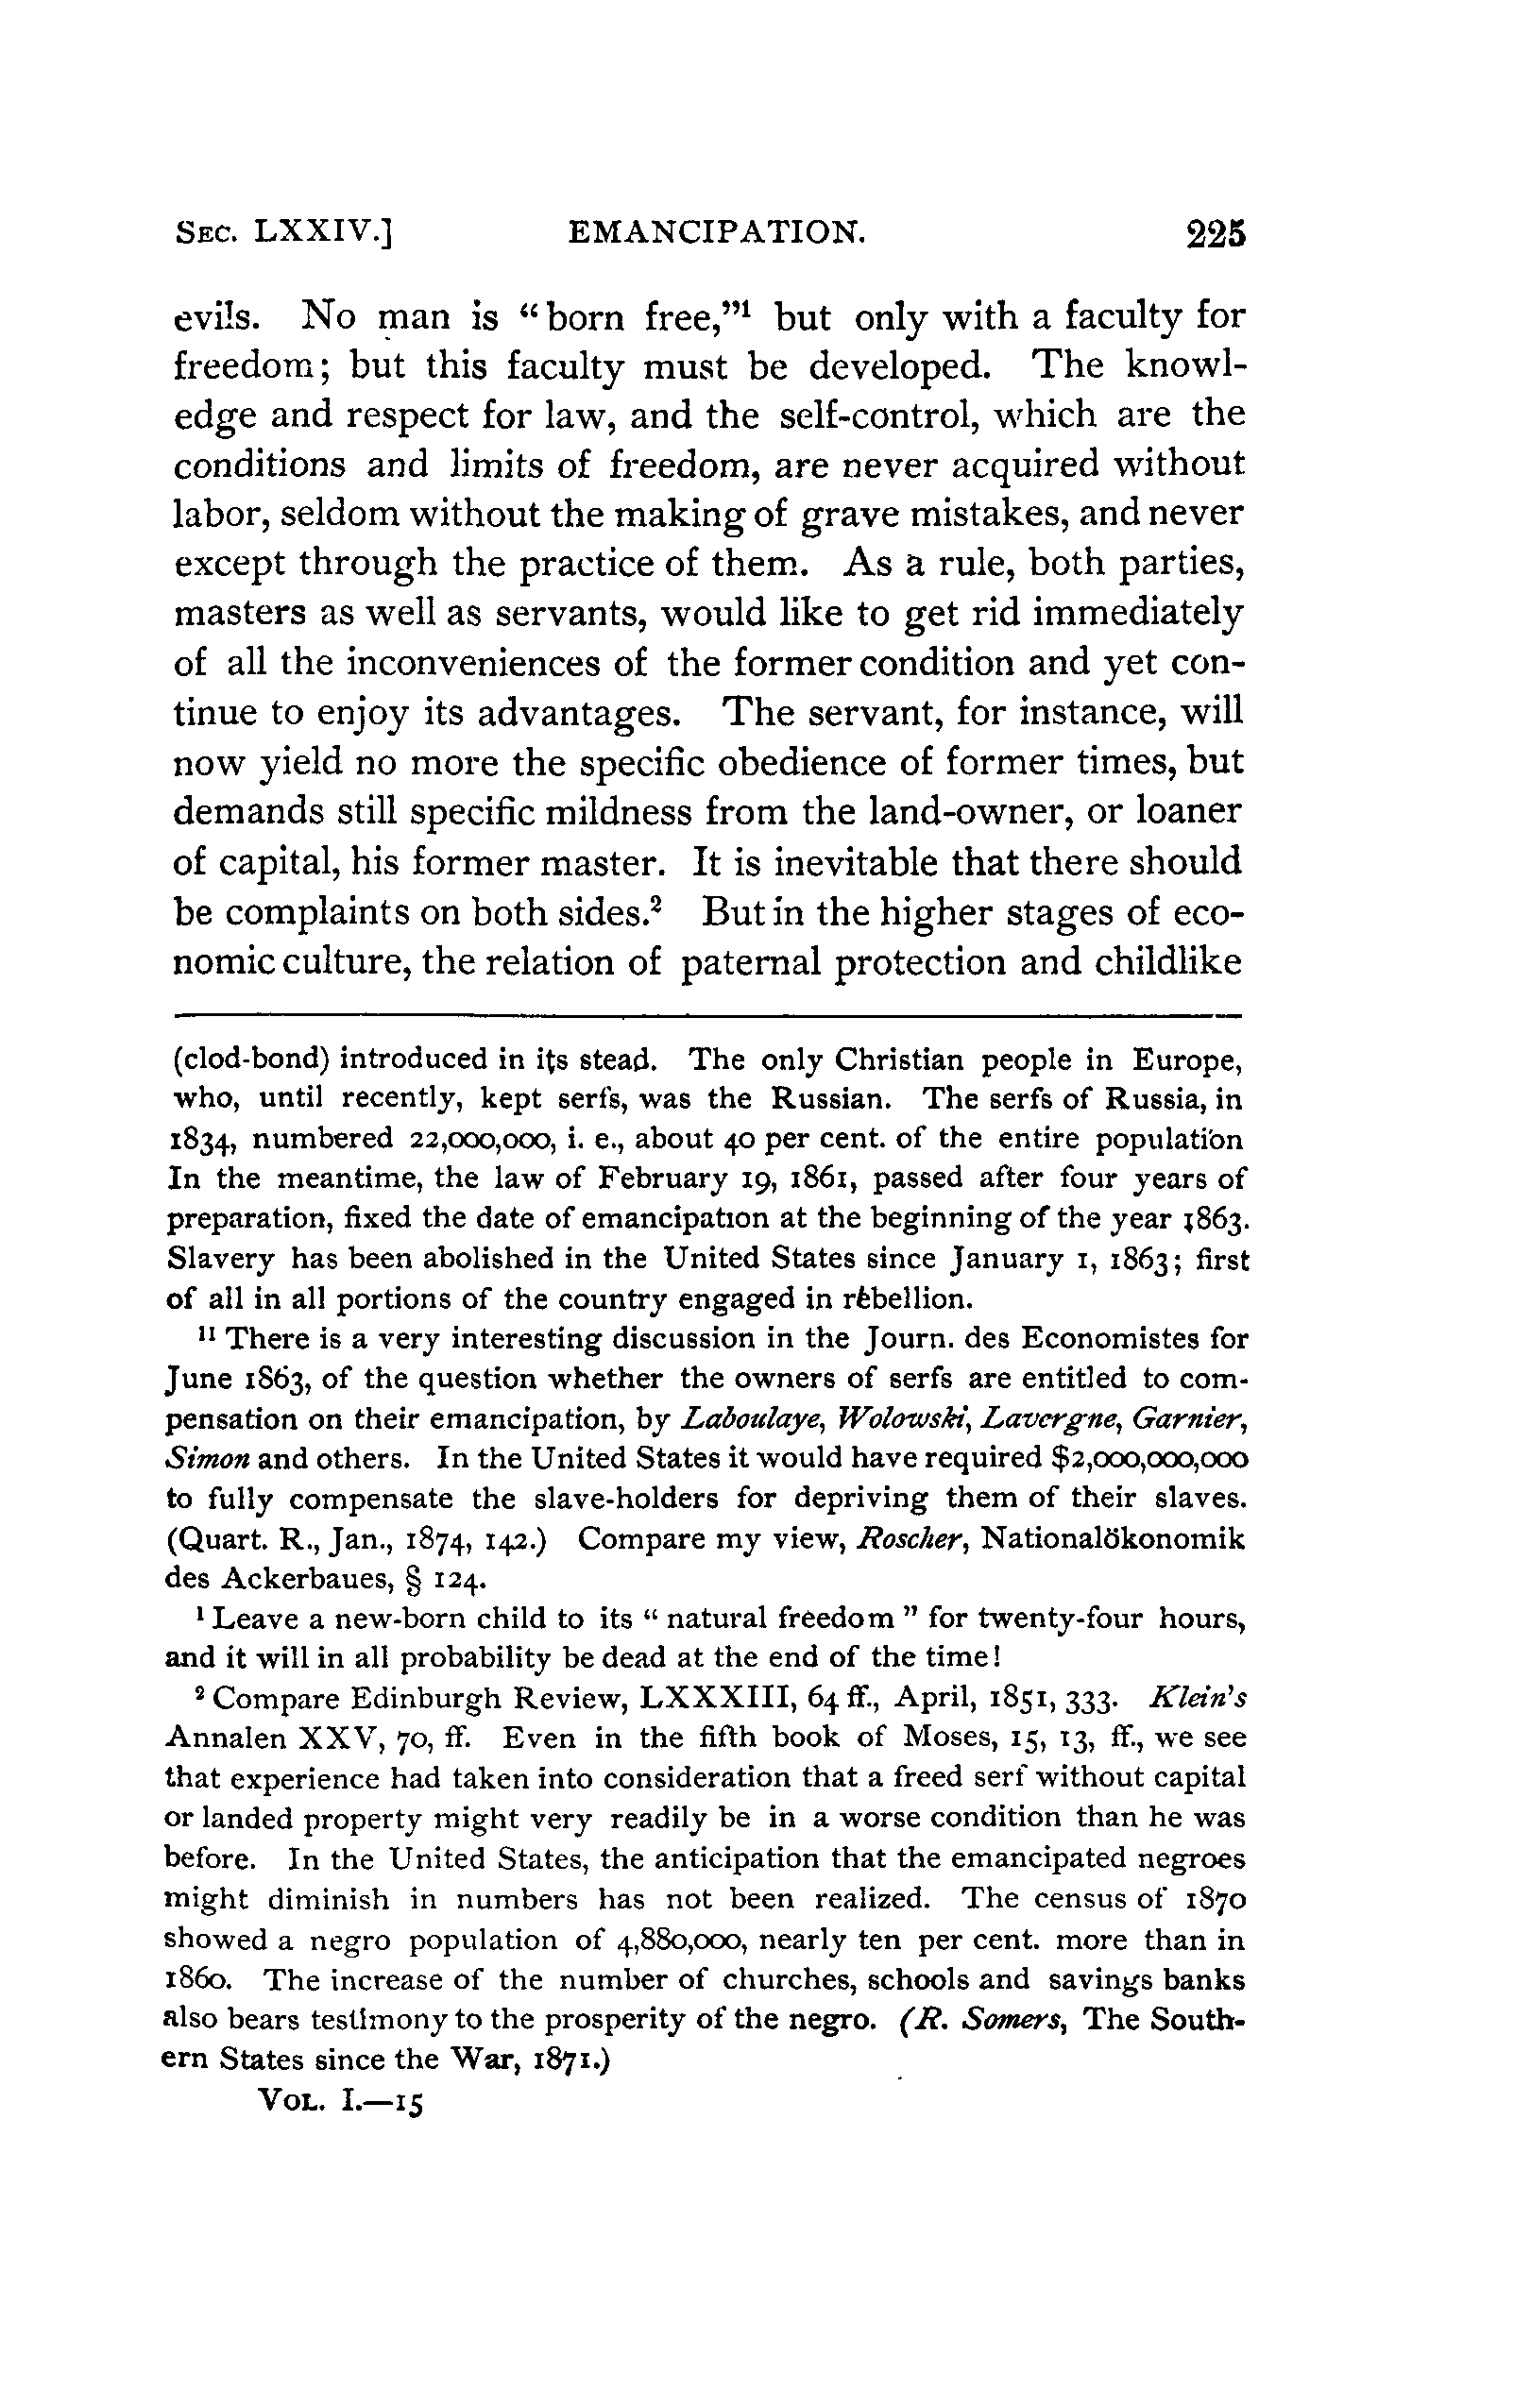 SEC. LXXIV.] EMANCIPATION. 225
evils. No man is “born free,”¹ but only with a faculty for
freedom; but this faculty must be developed. The knowl-
edge and respect for law, and the self-control, which are the
conditions and limits of freedom, are never acquired without
labor, seldom without the making of grave mistakes, and never
except through the practice of them. As a rule, both parties,
masters as well as servants, would like to get rid immediately
of all the inconveniences of the former condition and yet con-
tinue to enjoy its advantages. The servant, for instance, will
now yield no more the specific obedience of former times, but
demands still specific mildness from the land-owner, or loaner
of capital, his former master. It is inevitable that there should
be complaints on both sides.² But in the higher stages of eco-
nomic culture, the relation of paternal protection and childlike
(clod-bond) introduced in its stead. The only Christian people in Europe,
who, until recently, kept serfs, was the Russian. The serfs of Russia, in
1834, numbered 22,000,000, i. e., about 40 per cent. of the entire population
In the meantime, the law of February 19, 1861, passed after four years of
preparation, fixed the date of emancipation at the beginning of the year 1863.
Slavery has been abolished in the United States since January 1, 1863; first
of all in all portions of the country engaged in rebellion.
¹¹ There is a very interesting discussion in the Journ. des Economistes for
June 1863, of the question whether the owners of serfs are entitled to com-
pensation on their emancipation, by Laboulaye, Wolowski, Lavergne, Garnier,
Simon and others. In the United States it would have required $2,000,000,000
to fully compensate the slave-holders for depriving them of their slaves.
(Quart. R., Jan., 1874, 142.) Compare my view, Roscher, Nationalökonomik
des Ackerbaues, § 124.
¹ Leave a new-born child to its “natural freedom” for twenty-four hours,
and it will in all probability be dead at the end of the time!
² Compare Edinburgh Review, LXXXIII, 64 ff., April, 1851, 333. Klein's
Annalen XXV, 70, ff. Even in the fifth book of Moses, 15, 13, ff., we see
that experience had taken into consideration that a freed serf without capital
or landed property might very readily be in a worse condition than he was
before. In the United States, the anticipation that the emancipated negroes
might diminish in numbers has not been realized. The census of 1870
showed a negro population of 4,880,000, nearly ten per cent. more than in
1860. The increase of the number of churches, schools and savings banks
also bears testimony to the prosperity of the negro. (R. Somers, The South-
ern States since the War, 1871.)
VOL. I.—15